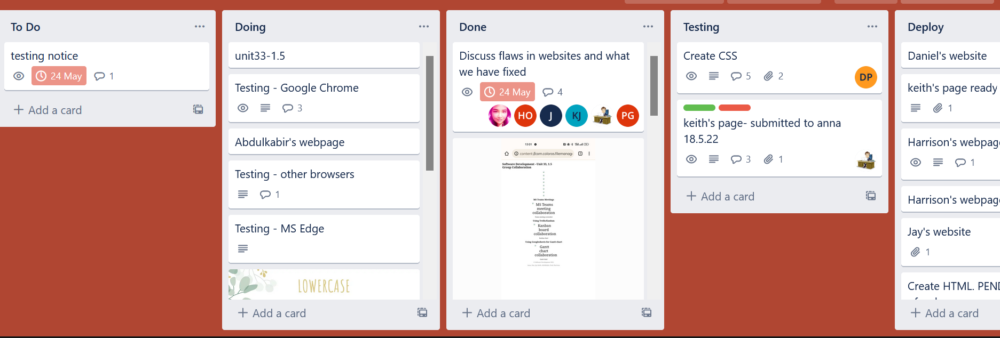 To Do
testing notice
24 May
1
Add a card
Doing
unit33-1.5
Testing - Google Chrome
3
Abdulkabir's webpage
Testing - other browsers
1
Testing - MS Edge
LOWERCASE
Add a card
Done
Discuss flaws in websites and what
we have fixed
24 May
4
HO
J
KJ
PG
15:01
content://com.coloros.filemanag
2
Software Development - Unit 33, 1.5
Group Collaboration
MS Teams Meetings
MS Teams
meeting
collaboration
Using Trello/Kanban
Kanban
board
collaboration
Using Googlesheets for Gantt chart
Gantt
chart
collaboration
Add a card
Testing
Create CSS
5
2
DP
keith's page- submitted to anna
18.5.22
3
1
Add a card
Deploy
Daniel's website
keith's page ready
1
Harrison's webpag
1
Harrison's webpag
Jay's website
1
Create HTML. PEN
Add a card